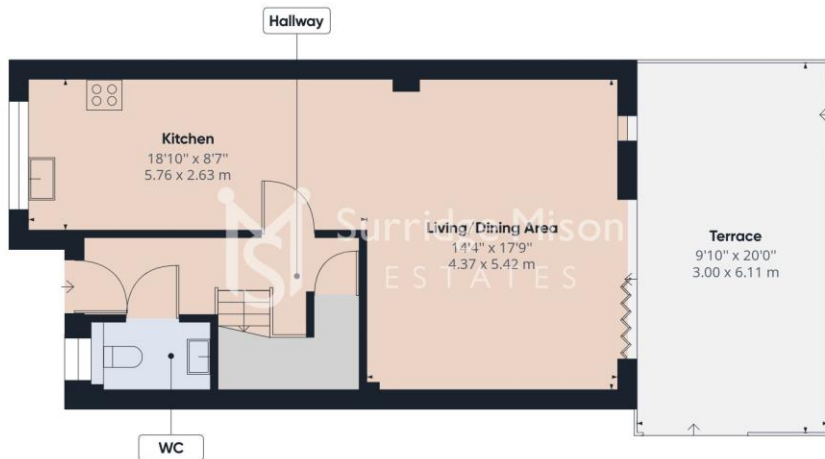 Hallway
Kitchen
18'10" x 8'7"
5.76 x 2.63 m
Surridge Mison
ESTATES
Living/Dining Area
14'4" x 17'9"
4.37 x 5.42 m
Terrace
9'10" x 20'0"
3.00 x 6.11 m
WC